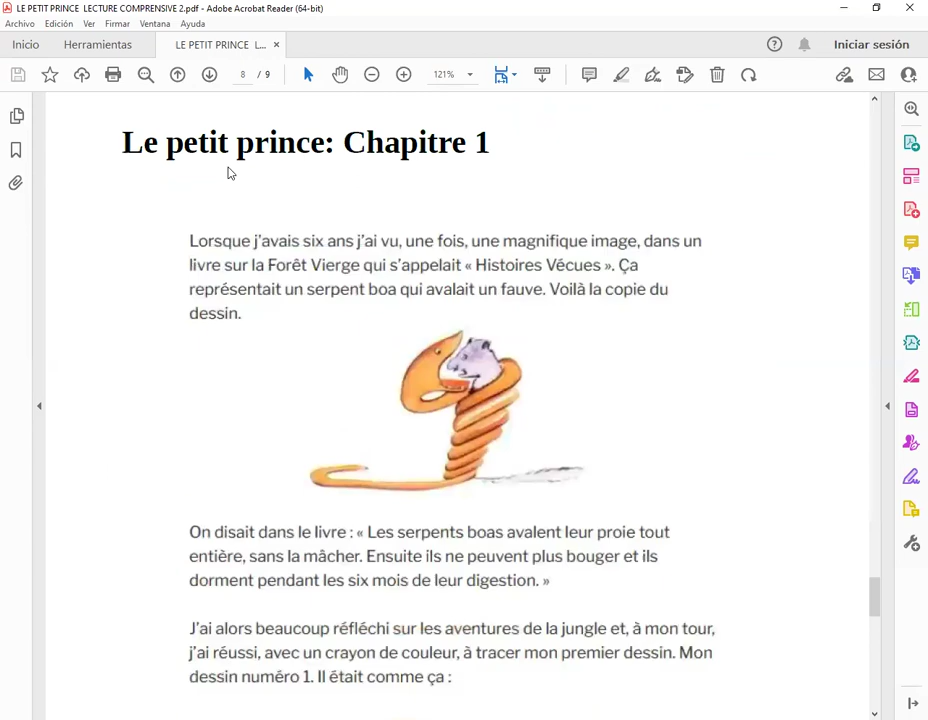 LE PETIT PRINCE LECTURE COMPRENSIVE 2.pdf - Adobe Acrobat Reader (64-bit)
Archivo Edición Ver Firmar Ventana Ayuda
Inicio Herramientas LE PETIT PRINCE L... × Iniciar sesión
8 / 9 121%
Le petit prince: Chapitre 1
Lorsque j'avais six ans j'ai vu, une fois, une magnifique image, dans un
livre sur la Forêt Vierge qui s'appelait « Histoires Vécues ». Ça
représentait un serpent boa qui avalait un fauve. Voilà la copie du
dessin.
On disait dans le livre : « Les serpents boas avalent leur proie tout
entière, sans la mâcher. Ensuite ils ne peuvent plus bouger et ils
dorment pendant les six mois de leur digestion. »
J'ai alors beaucoup réfléchi sur les aventures de la jungle et, à mon tour,
j'ai réussi, avec un crayon de couleur, à tracer mon premier dessin. Mon
dessin numéro 1. Il était comme ça :